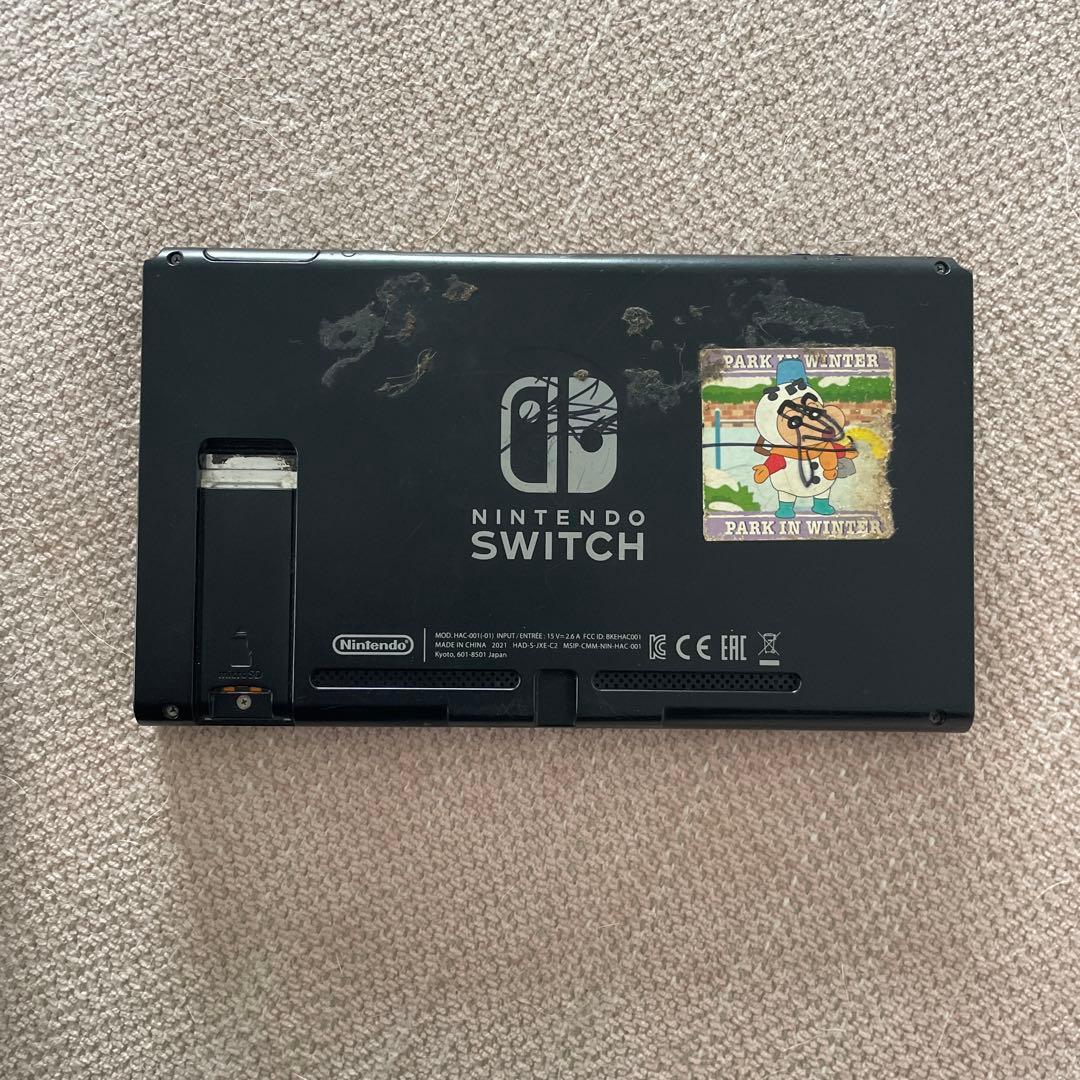 PARK IN WINTER
NINTENDO
SWITCH
PARK IN WINTER
Nintendo
MOD. HAC-001(-01) INPUT/ENTRÉE : 15 V⎓2.6 A FCC ID: BKEHAC001
MADE IN CHINA 2021 HAD-S-JXE-C2 MSIP-CMM-NIN-HAC-001
Kyoto, 601-8501 Japan
CE EAC
microSD